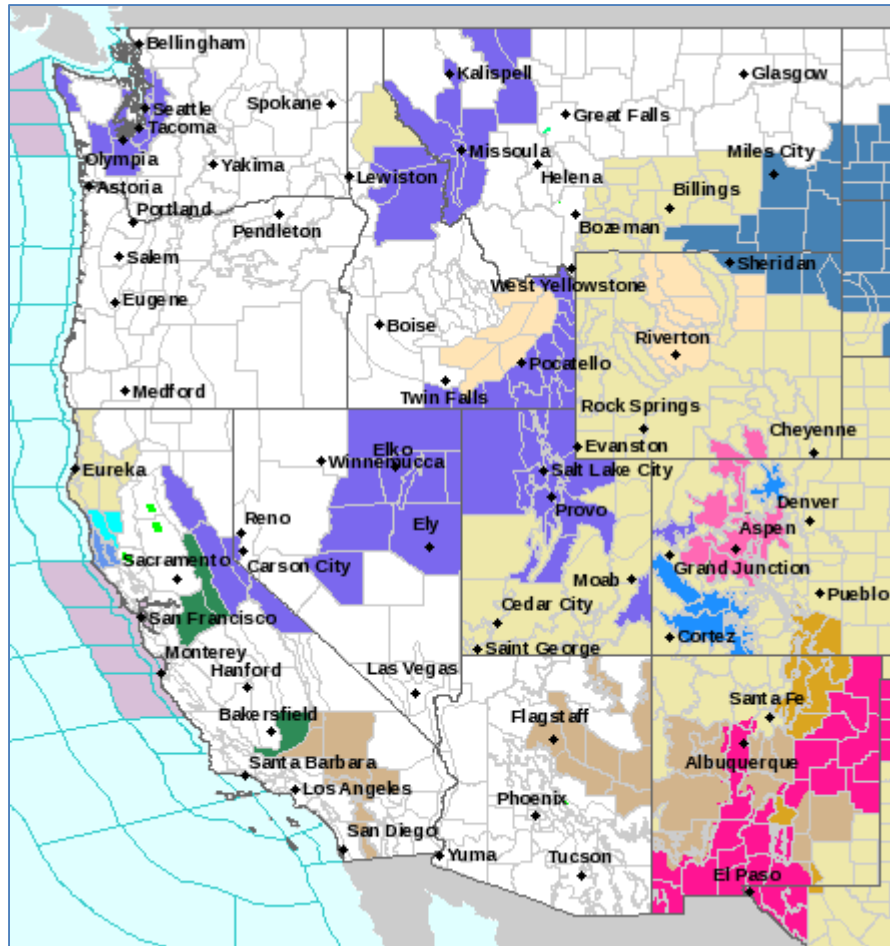 Bellingham
Kalispell
Glasgow
Seattle
Spokane
Great Falls
Tacoma
Olympia
Missoula
Miles City
Yakima
Helena
Lewiston
Billings
Astoria
Portland
Pendleton
Bozeman
Salem
Sheridan
West Yellowstone
Eugene
Boise
Riverton
Pocatello
Medford
Twin Falls
Rock Springs
Cheyenne
Elko
Evanston
Eureka
Winnemucca
Salt Lake City
Denver
Reno
Ely
Provo
Aspen
Sacramento
Carson City
Grand Junction
Moab
Pueblo
San Francisco
Cedar City
Cortez
Monterey
Saint George
Hanford
Las Vegas
Santa Fe
Bakersfield
Flagstaff
Albuquerque
Santa Barbara
Los Angeles
Phoenix
San Diego
Yuma
Tucson
El Paso